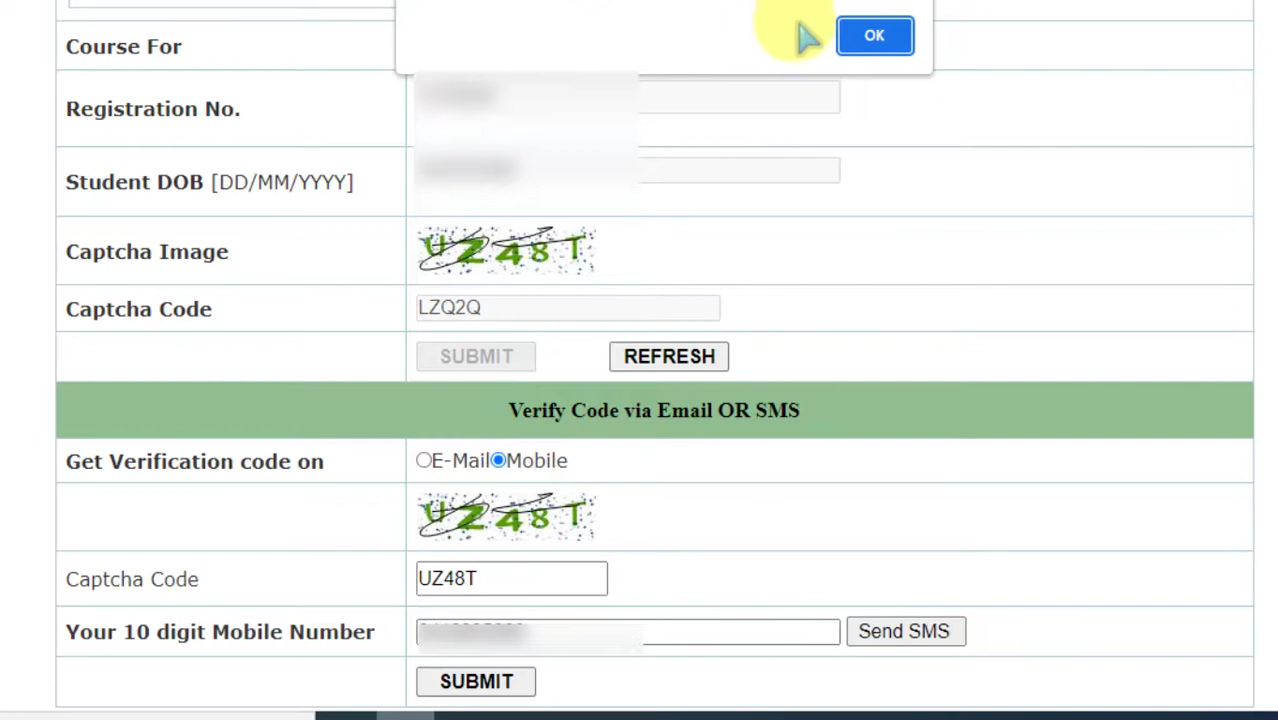 OK
Course For
Registration No.
Student DOB [DD/MM/YYYY]
Captcha Image
UZ48T
Captcha Code
LZQ2Q
SUBMIT REFRESH
Verify Code via Email OR SMS
Get Verification code on
E-Mail Mobile
UZ48T
Captcha Code
UZ48T
Your 10 digit Mobile Number
Send SMS
SUBMIT